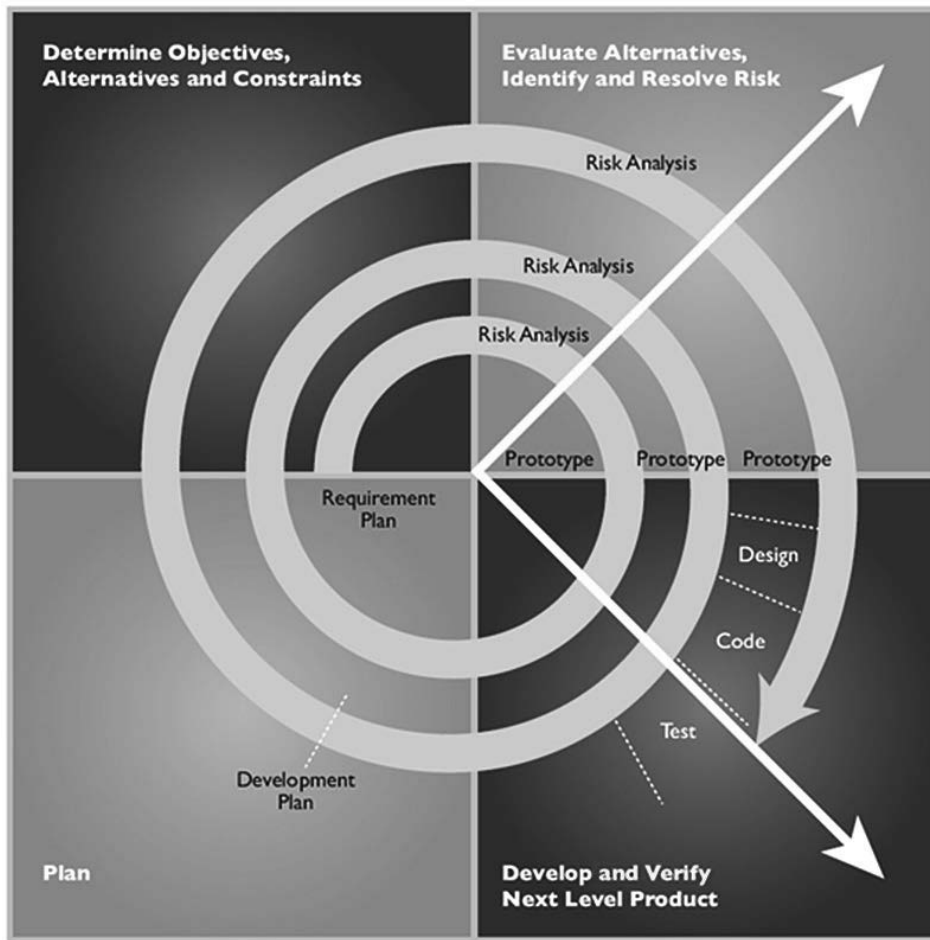 Determine Objectives,
Alternatives and Constraints
Evaluate Alternatives,
Identify and Resolve Risk
Risk Analysis
Risk Analysis
Risk Analysis
Prototype
Prototype
Prototype
Requirement
Plan
Design
Code
Test
Development
Plan
Plan
Develop and Verify
Next Level Product